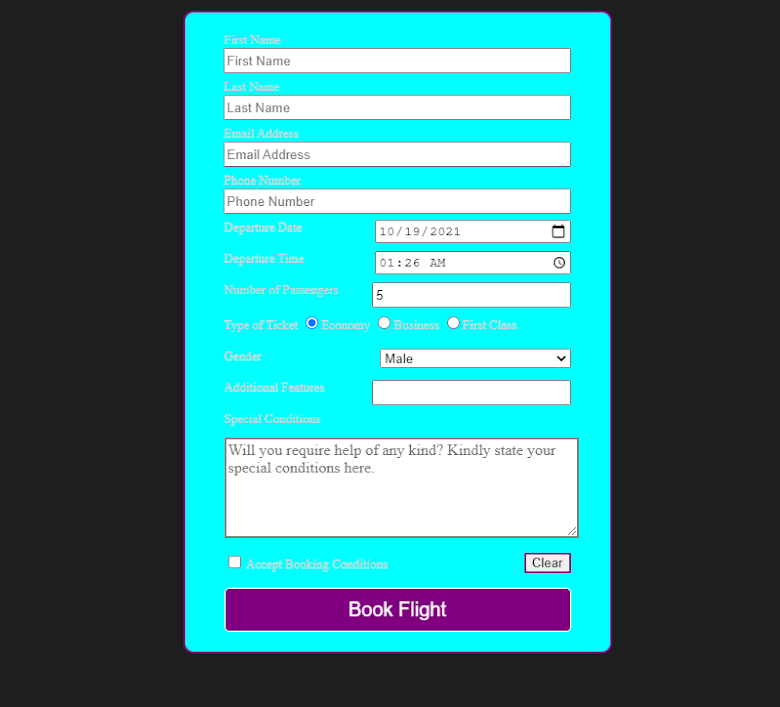 First Name
First Name
Last Name
Last Name
Email Address
Email Address
Phone Number
Phone Number
Departure Date 10/19/2021
Departure Time 01:26 AM
Number of Passengers 5
Type of Ticket Economy Business First Class
Gender Male
Additional Features
Special Conditions
Will you require help of any kind? Kindly state your
special conditions here.
Accept Booking Conditions Clear
Book Flight